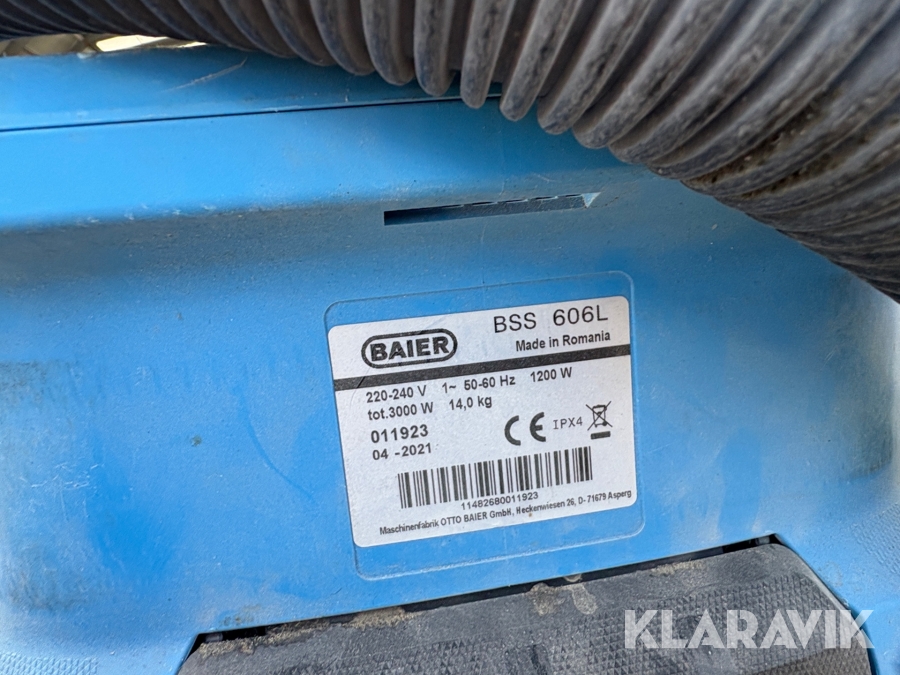 BAIER
BSS 606L
Made in Romania
220-240 V 1~ 50-60 Hz 1200 W
tot.3000 W 14,0 kg
011923
04 -2021
CE IPX4
11482680011923
Maschinenfabrik OTTO BAIER GmbH, Heckenwiesen 26, D-71679 Asperg
KLARAVIK